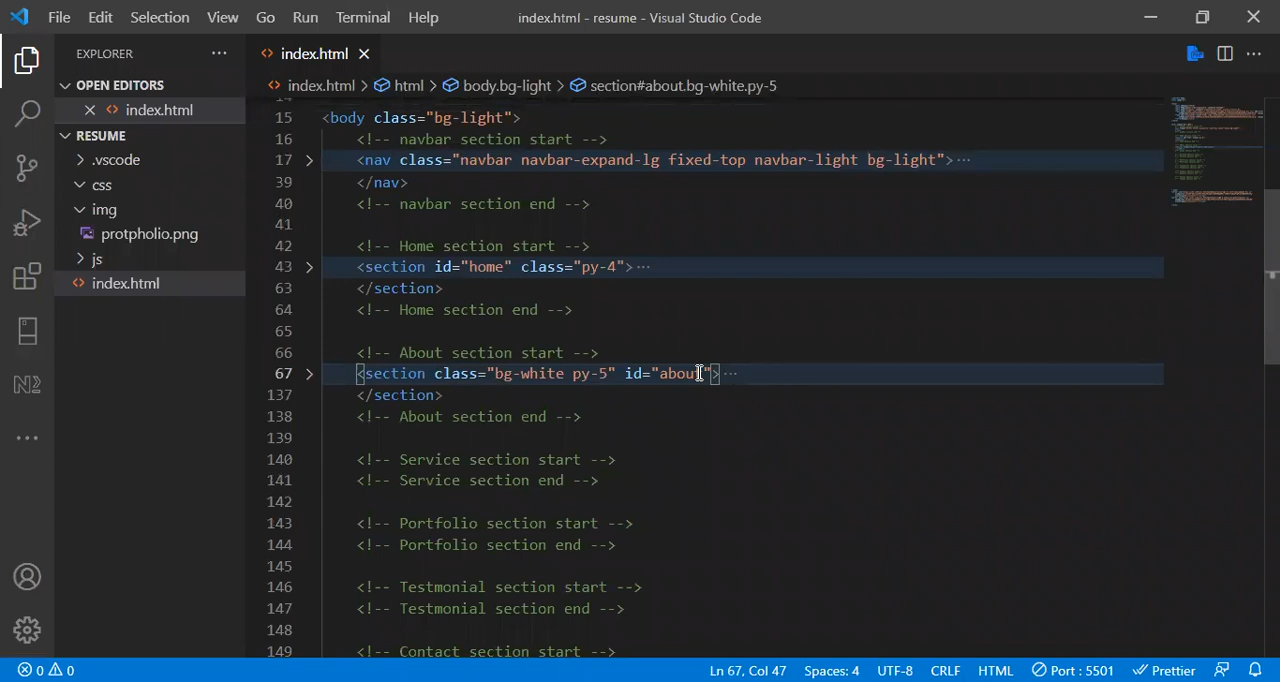 File Edit Selection View Go Run Terminal Help index.html - resume - Visual Studio Code
EXPLORER
OPEN EDITORS
index.html
RESUME
.vscode
css
img
protpholio.png
js
index.html
index.html
index.html > html > body.bg-light > section#about.bg-white.py-5
15 <body class="bg-light">
16 <!-- navbar section start -->
17 <nav class="navbar navbar-expand-lg fixed-top navbar-light bg-light">···
39 </nav>
40 <!-- navbar section end -->
41
42 <!-- Home section start -->
43 <section id="home" class="py-4">···
63 </section>
64 <!-- Home section end -->
65
66 <!-- About section start -->
67 <section class="bg-white py-5" id="about">···
137 </section>
138 <!-- About section end -->
139
140 <!-- Service section start -->
141 <!-- Service section end -->
142
143 <!-- Portfolio section start -->
144 <!-- Portfolio section end -->
145
146 <!-- Testmonial section start -->
147 <!-- Testmonial section end -->
148
149 <!-- Contact section start -->
0 0 Ln 67, Col 47 Spaces: 4 UTF-8 CRLF HTML Port : 5501 Prettier